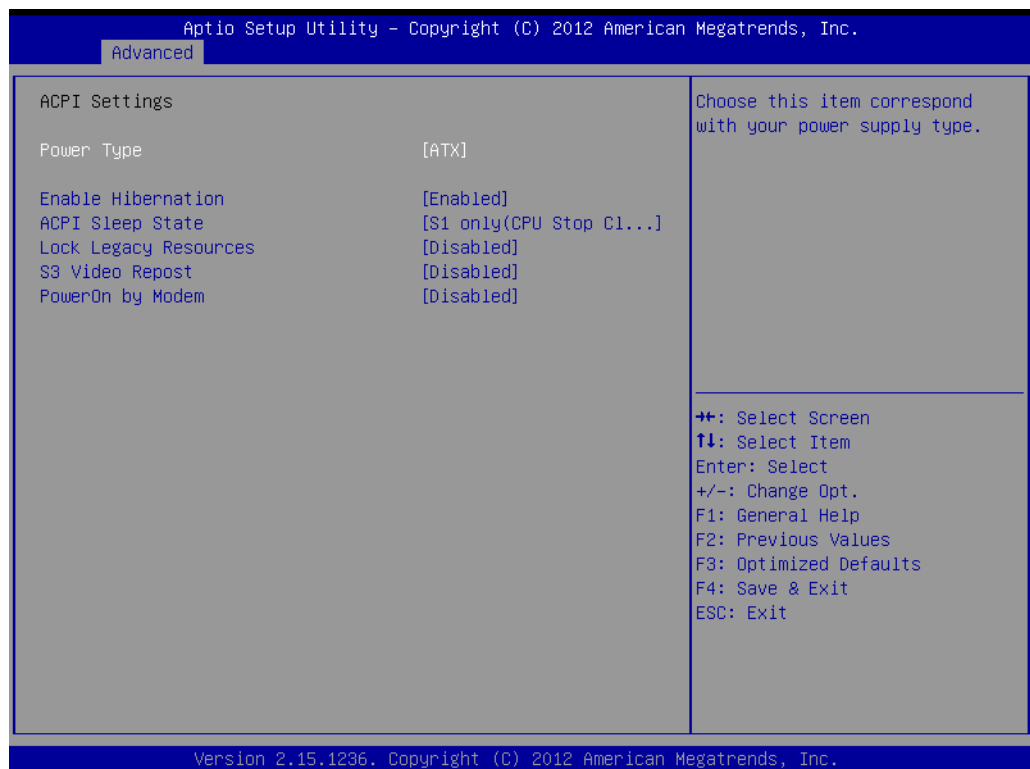 Aptio Setup Utility – Copyright (C) 2012 American Megatrends, Inc.
Advanced
ACPI Settings
Power Type [ATX]
Enable Hibernation [Enabled]
ACPI Sleep State [S1 only(CPU Stop Cl...]
Lock Legacy Resources [Disabled]
S3 Video Repost [Disabled]
PowerOn by Modem [Disabled]
Choose this item correspond
with your power supply type.
→←: Select Screen
↑↓: Select Item
Enter: Select
+/-: Change Opt.
F1: General Help
F2: Previous Values
F3: Optimized Defaults
F4: Save & Exit
ESC: Exit
Version 2.15.1236. Copyright (C) 2012 American Megatrends, Inc.